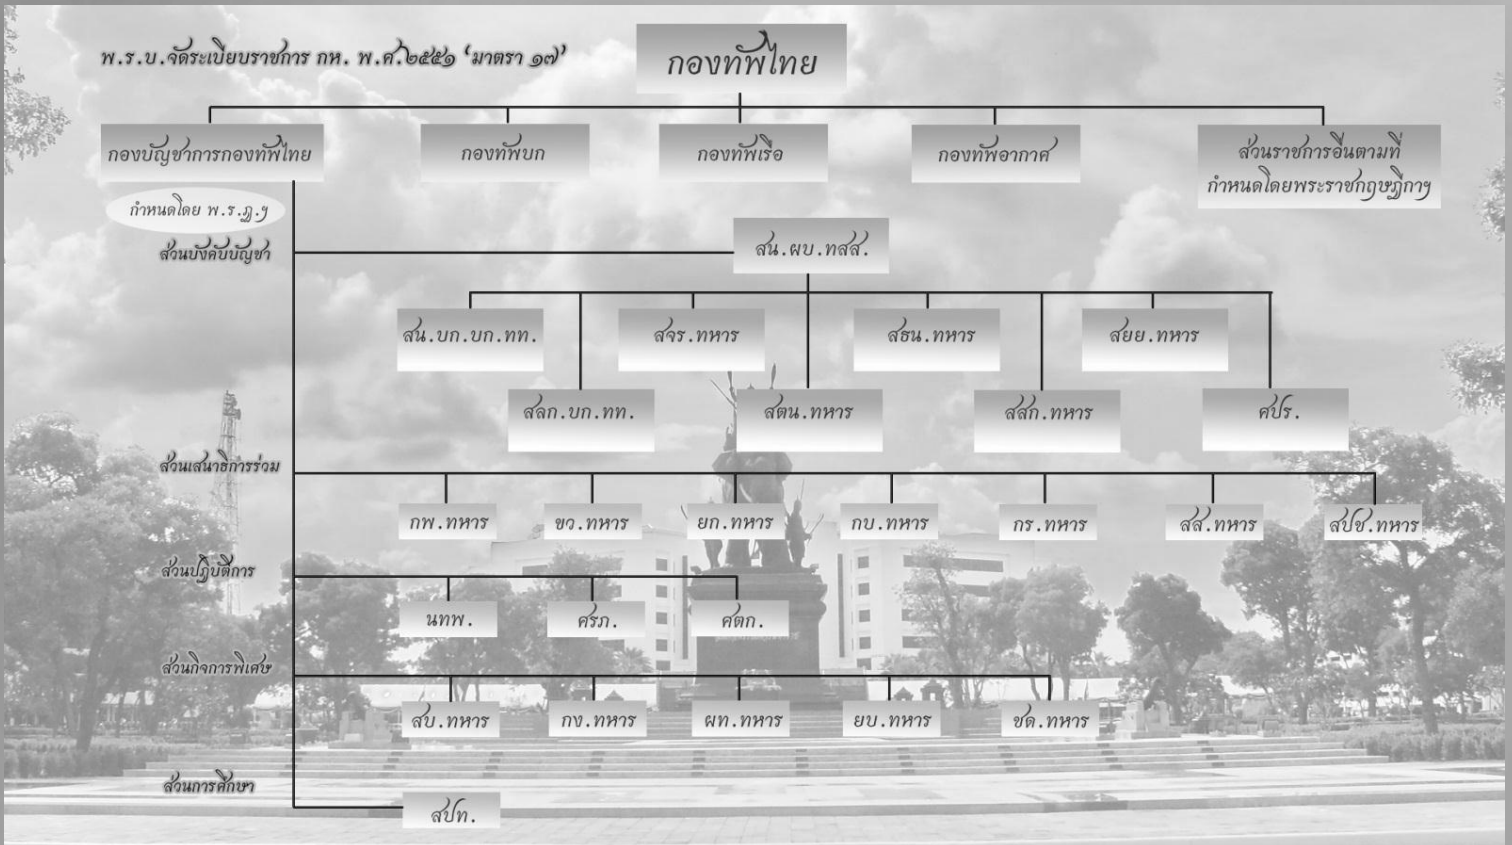 พ.ร.บ.จัดระเบียบราชการ กห. พ.ศ.๒๕๕๑ ‘มาตรา ๑๗’
กองทัพไทย
กองบัญชาการกองทัพไทย
กองทัพบก
กองทัพเรือ
กองทัพอากาศ
ส่วนราชการอื่นตามที่
กำหนดโดยพระราชกฤษฎีกาฯ
กำหนดโดย พ.ร.ฎ.ฯ
ส่วนบังคับบัญชา
สน.ผบ.ทสส.
สน.บก.บก.ทท.
สจร.ทหาร
สธน.ทหาร
สยย.ทหาร
สลก.บก.ทท.
สตน.ทหาร
สสก.ทหาร
ศปร.
ส่วนเสนาธิการร่วม
กพ.ทหาร
ขว.ทหาร
ยก.ทหาร
กบ.ทหาร
กร.ทหาร
สส.ทหาร
สปช.ทหาร
ส่วนปฏิบัติการ
นทพ.
ศรภ.
ศตก.
ส่วนกิจการพิเศษ
สบ.ทหาร
กง.ทหาร
ผท.ทหาร
ยบ.ทหาร
ชด.ทหาร
ส่วนการศึกษา
สปท.